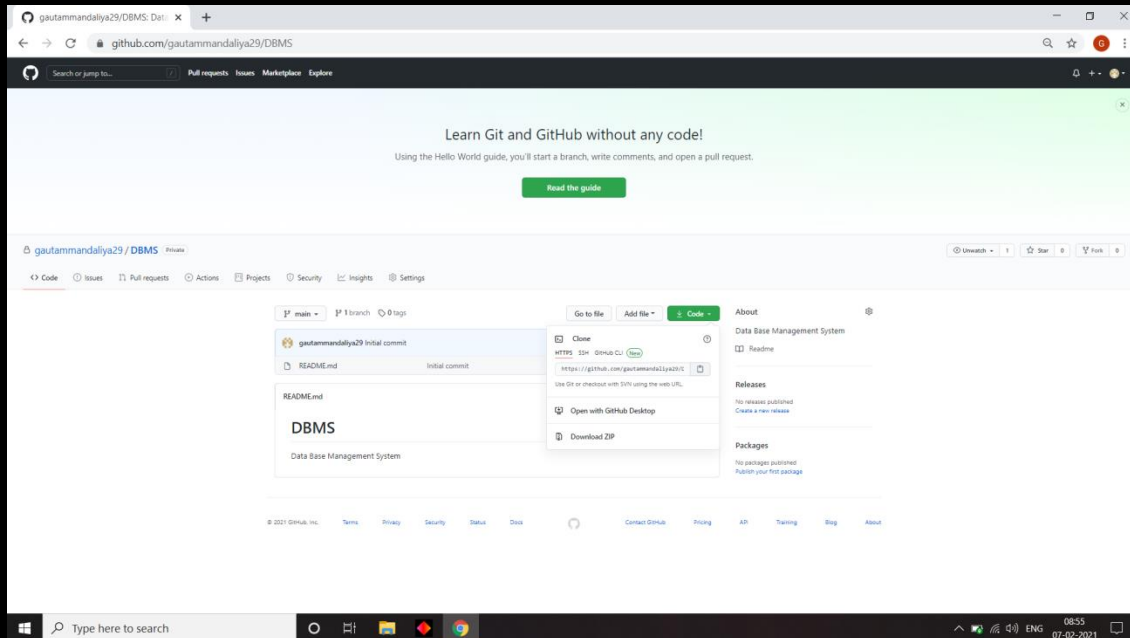 gautammandaliya29/DBMS: Dat
github.com/gautammandaliya29/DBMS
G
Search or jump to...
/
Pull requests Issues Marketplace Explore
Learn Git and GitHub without any code!
Using the Hello World guide, you'll start a branch, write comments, and open a pull request.
Read the guide
gautammandaliya29 / DBMS Private
Unwatch 1 Star 0 Fork 0
Code Issues Pull requests Actions Projects Security Insights Settings
main 1 branch 0 tags
Go to file Add file Code
gautammandaliya29 Initial commit
README.md Initial commit
README.md
DBMS
Data Base Management System
Clone
HTTPS SSH GitHub CLI New
https://github.com/gautammandaliya29/D
Use Git or checkout with SVN using the web URL.
Open with GitHub Desktop
Download ZIP
About
Data Base Management System
Readme
Releases
No releases published
Create a new release
Packages
No packages published
Publish your first package
© 2021 GitHub, Inc. Terms Privacy Security Status Docs Contact GitHub Pricing API Training Blog About
Type here to search
ENG
08:55
07-02-2021